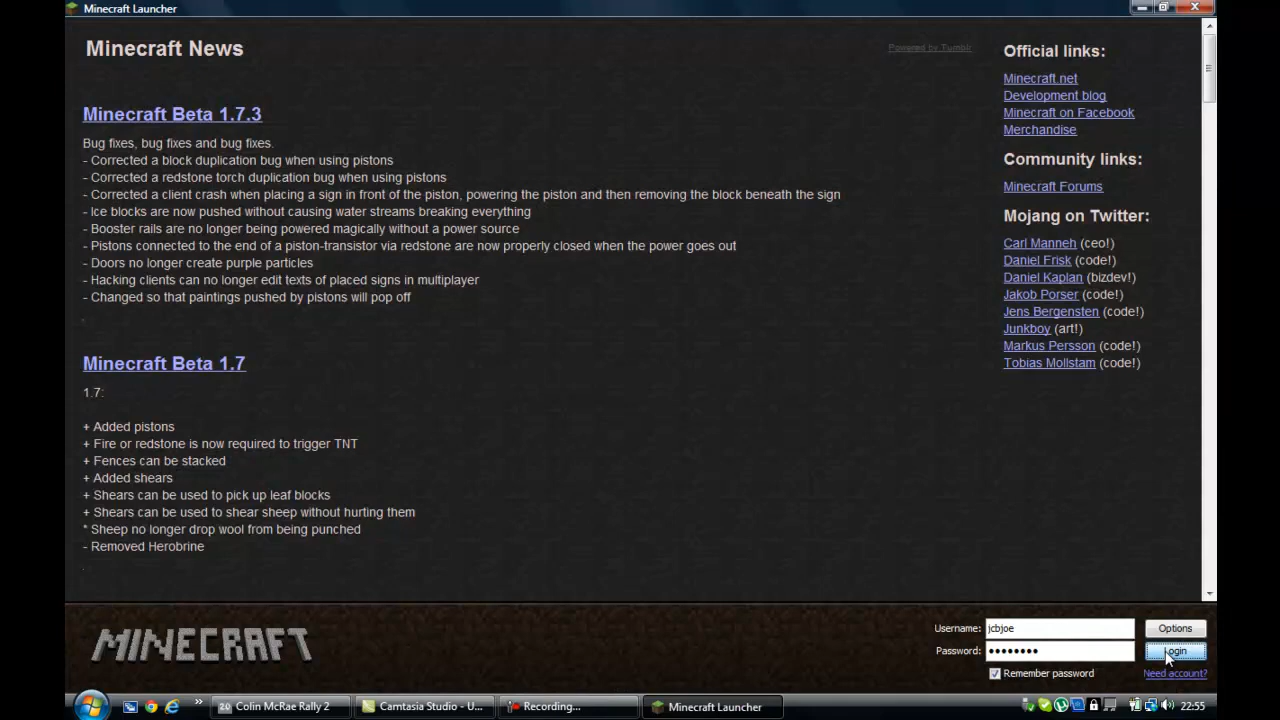 Minecraft Launcher
Minecraft News
Powered by Tumblr
Minecraft Beta 1.7.3
Bug fixes, bug fixes and bug fixes.
- Corrected a block duplication bug when using pistons
- Corrected a redstone torch duplication bug when using pistons
- Corrected a client crash when placing a sign in front of the piston, powering the piston and then removing the block beneath the sign
- Ice blocks are now pushed without causing water streams breaking everything
- Booster rails are no longer being powered magically without a power source
- Pistons connected to the end of a piston-transistor via redstone are now properly closed when the power goes out
- Doors no longer create purple particles
- Hacking clients can no longer edit texts of placed signs in multiplayer
- Changed so that paintings pushed by pistons will pop off
Minecraft Beta 1.7
1.7:
+ Added pistons
+ Fire or redstone is now required to trigger TNT
+ Fences can be stacked
+ Added shears
+ Shears can be used to pick up leaf blocks
+ Shears can be used to shear sheep without hurting them
* Sheep no longer drop wool from being punched
- Removed Herobrine
Official links:
Minecraft.net
Development blog
Minecraft on Facebook
Merchandise
Community links:
Minecraft Forums
Mojang on Twitter:
Carl Manneh (ceo!)
Daniel Frisk (code!)
Daniel Kaplan (bizdev!)
Jakob Porser (code!)
Jens Bergensten (code!)
Junkboy (art!)
Markus Persson (code!)
Tobias Mollstam (code!)
MINECRAFT
Username: jcbjoe Options
Password: •••••••• Login
Remember password Need account?
Colin McRae Rally 2 Camtasia Studio - U... Recording... Minecraft Launcher 22:55